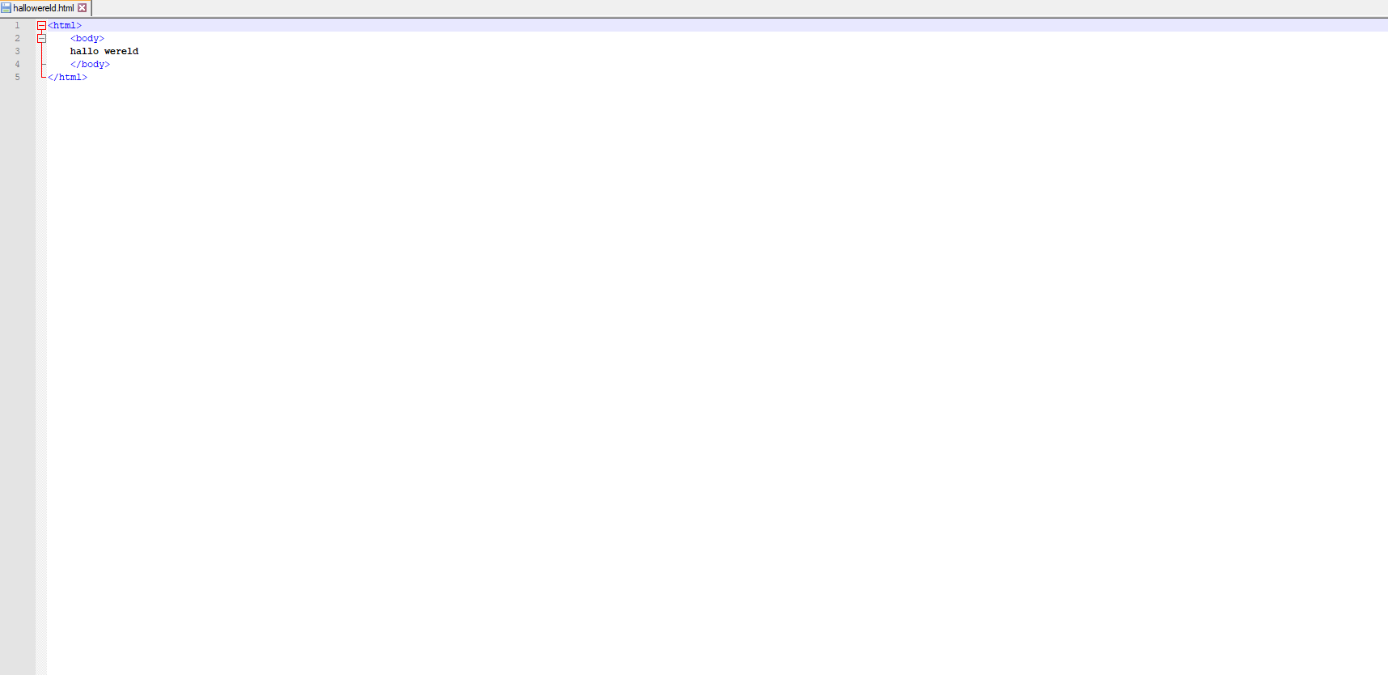 hallowereld.html
1 <html>
2 <body>
3 hallo wereld
4 </body>
5 </html>